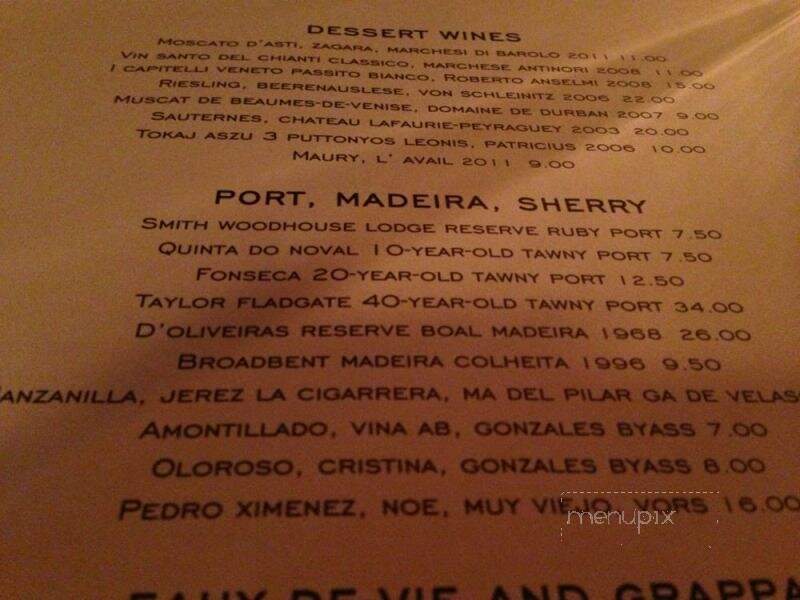 DESSERT WINES
MOSCATO D'ASTI, ZAGARA, MARCHESI DI BAROLO 2011 11.00
VIN SANTO DEL CHIANTI CLASSICO, MARCHESE ANTINORI 2008 11.00
I CAPITELLI VENETO PASSITO BIANCO, ROBERTO ANSELMI 2008 15.00
RIESLING, BEERENAUSLESE, VON SCHLEINITZ 2006 22.00
MUSCAT DE BEAUMES-DE-VENISE, DOMAINE DE DURBAN 2007 9.00
SAUTERNES, CHATEAU LAFAURIE-PEYRAGUEY 2003 20.00
TOKAJ ASZU 3 PUTTONYOS LEONIS, PATRICIUS 2006 10.00
MAURY, L' AVAIL 2011 9.00
PORT, MADEIRA, SHERRY
SMITH WOODHOUSE LODGE RESERVE RUBY PORT 7.50
QUINTA DO NOVAL 10-YEAR-OLD TAWNY PORT 7.50
FONSECA 20-YEAR-OLD TAWNY PORT 12.50
TAYLOR FLADGATE 40-YEAR-OLD TAWNY PORT 34.00
D'OLIVEIRAS RESERVE BOAL MADEIRA 1968 26.00
BROADBENT MADEIRA COLHEITA 1996 9.50
MANZANILLA, JEREZ LA CIGARRERA, MA DEL PILAR GA DE VELAS
AMONTILLADO, VINA AB, GONZALES BYASS 7.00
OLOROSO, CRISTINA, GONZALES BYASS 8.00
PEDRO XIMENEZ, NOE, MUY VIEJO, VORS 16.00
menupix
EAUX DE VIE AND GRAPPA